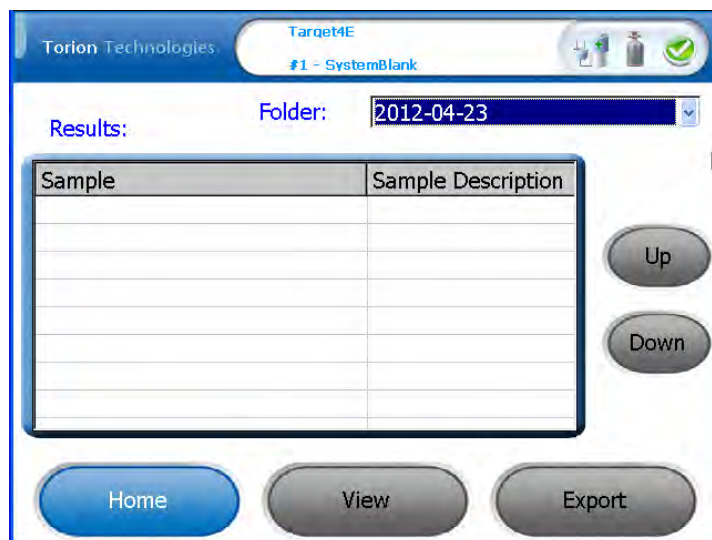 Torion Technologies
Target4E
#1 - SystemBlank
Results:
Folder:
2012-04-23
Sample
Sample Description
Up
Down
Home
View
Export